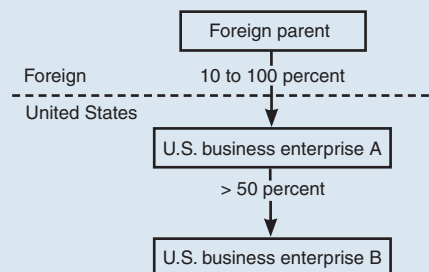 Foreign parent
Foreign
10 to 100 percent
United States
U.S. business enterprise A
> 50 percent
U.S. business enterprise B